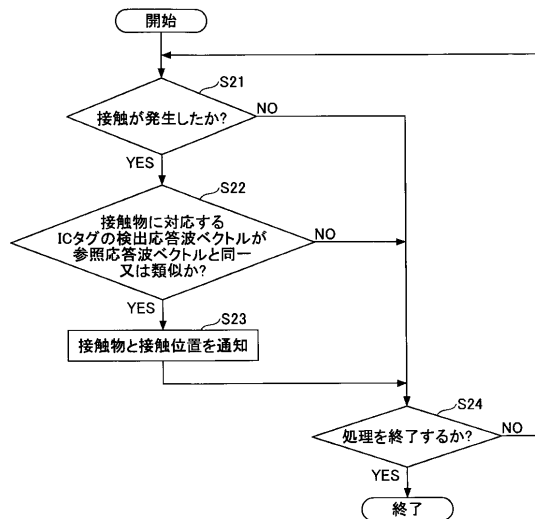 開始
S21
接触が発生したか?
NO
YES
S22
接触物に対応する
ICタグの検出応答波ベクトルが
参照応答波ベクトルと同一
又は類似か?
NO
YES
S23
接触物と接触位置を通知
S24
処理を終了するか?
NO
YES
終了